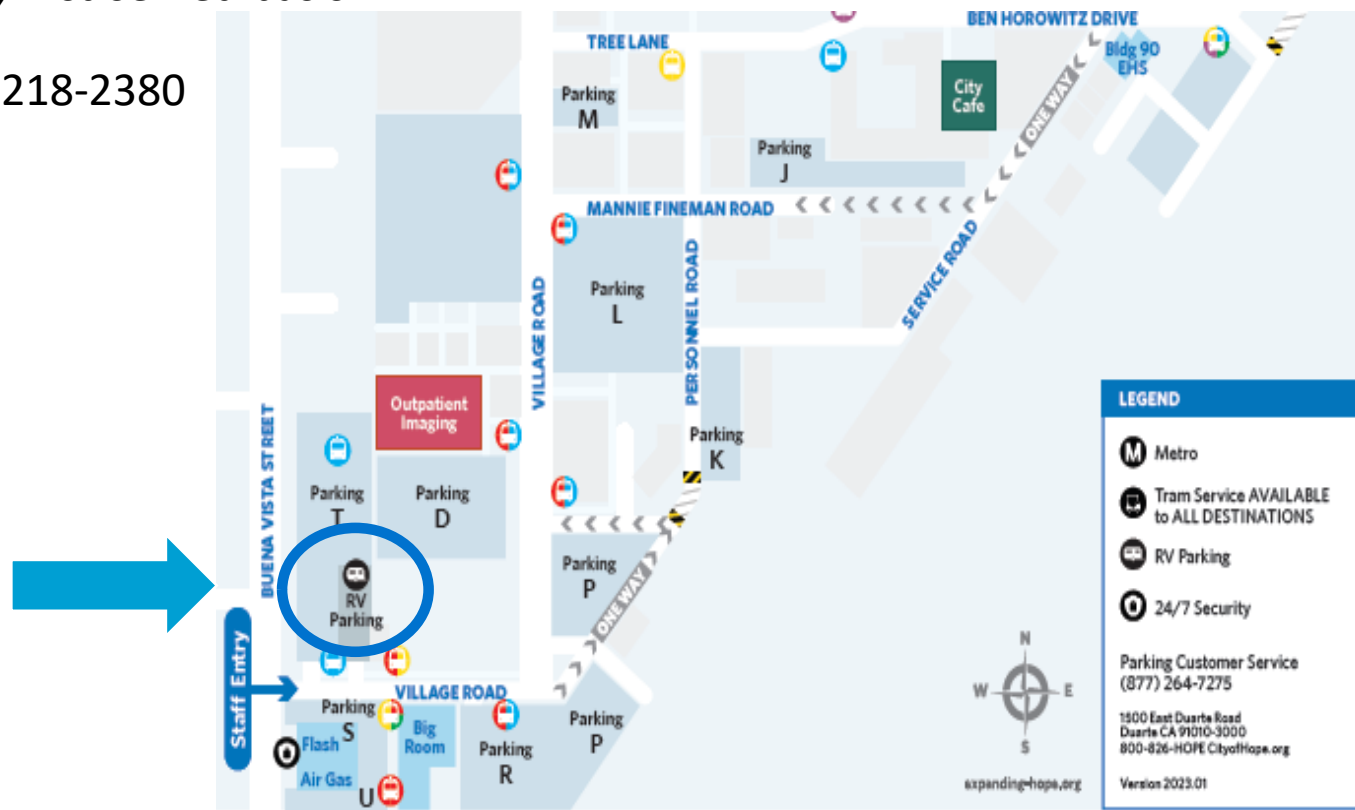 218-2380
BEN HOROWITZ DRIVE
TREE LANE
Bldg 90
EHS
City
Cafe
Parking
M
ONE WAY
Parking
J
MANNIE FINEMAN ROAD
SERVICE ROAD
PERSONNEL ROAD
VILLAGE ROAD
Parking
L
Outpatient
Imaging
BUENA VISTA STREET
Parking
K
Parking
T
Parking
D
Parking
P
ONE WAY
RV
Parking
Staff Entry
VILLAGE ROAD
Parking
S
Flash
Air Gas
U
Big
Room
Parking
R
Parking
P
N
W
E
S
expanding-hope.org
LEGEND
M Metro
Tram Service AVAILABLE
to ALL DESTINATIONS
RV Parking
24/7 Security
Parking Customer Service
(877) 264-7275
1500 East Duarte Road
Duarte CA 91010-3000
800-826-HOPE CityofHope.org
Version 2023.01